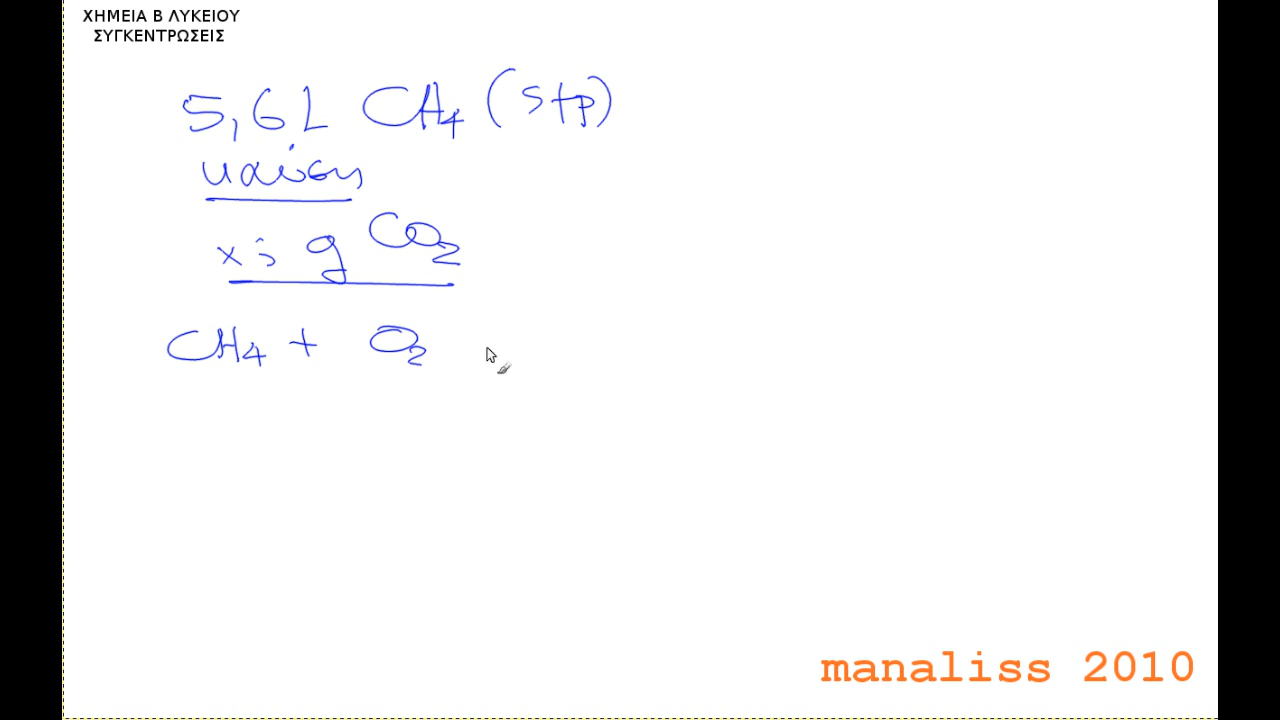 ΧΗΜΕΙΑ Β ΛΥΚΕΙΟΥ
ΣΥΓΚΕΝΤΡΩΣΕΙΣ
5,6 L CH4 (stp)
καύση
x; g CO2
CH4 + O2
manaliss 2010